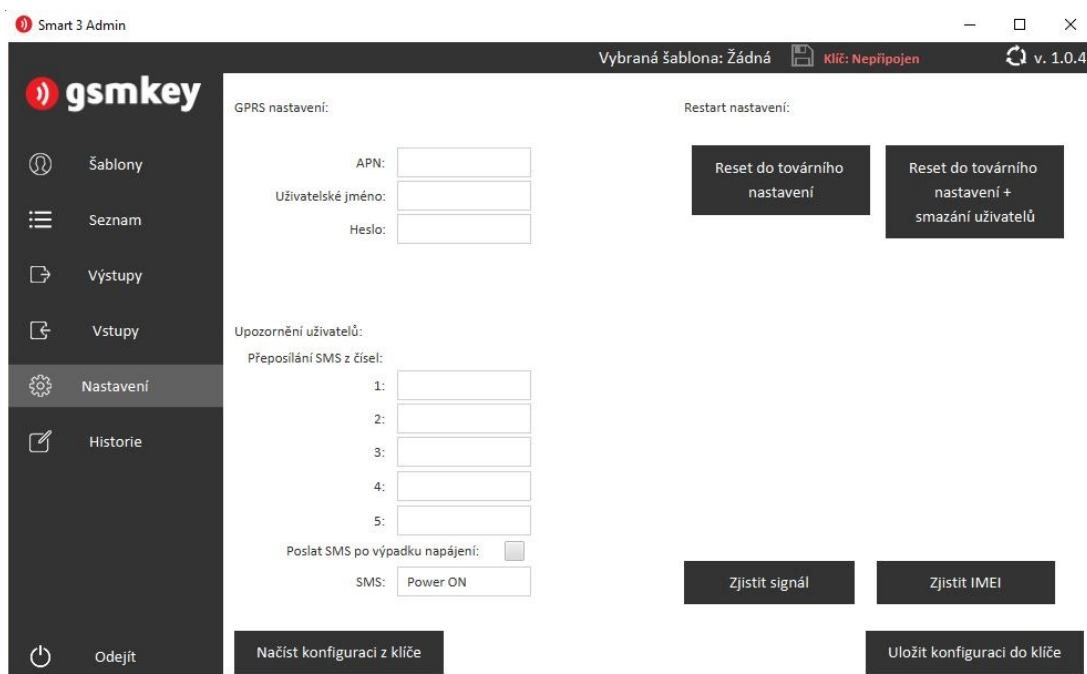 Smart 3 Admin
Vybraná šablona: Žádná Klíč: Nepřipojen v. 1.0.4
gsmkey
Šablony
Seznam
Výstupy
Vstupy
Nastavení
Historie
Odejít
GPRS nastavení:
APN:
Uživatelské jméno:
Heslo:
Upozornění uživatelů:
Přeposílání SMS z čísel:
1:
2:
3:
4:
5:
Poslat SMS po výpadku napájení:
SMS: Power ON
Načíst konfiguraci z klíče
Restart nastavení:
Reset do továrního
nastavení
Reset do továrního
nastavení +
smazání uživatelů
Zjistit signál
Zjistit IMEI
Uložit konfiguraci do klíče